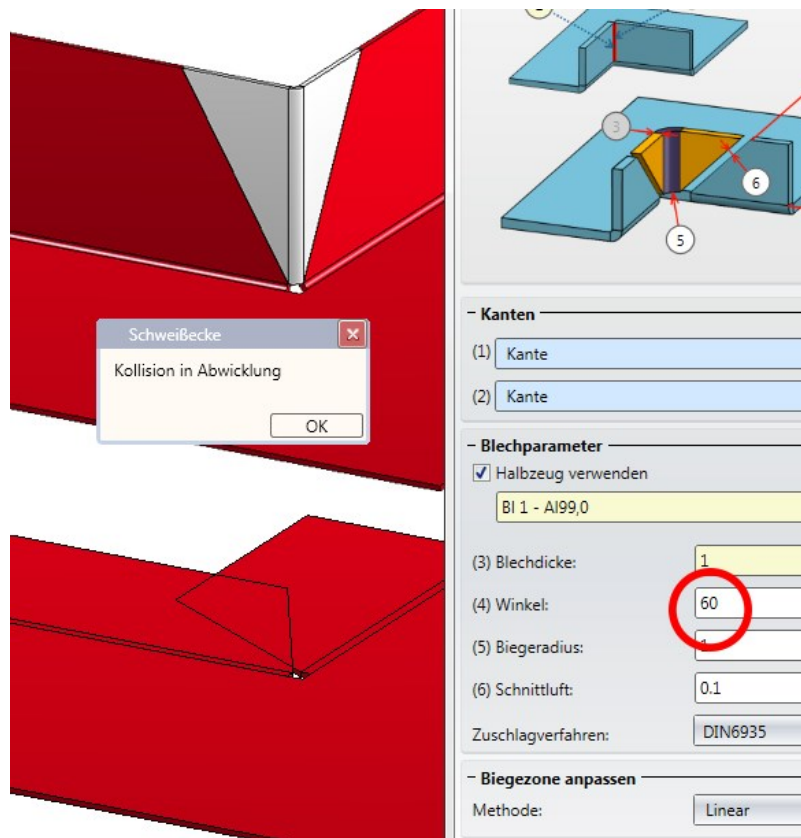 3
6
5
Schweißecke
Kollision in Abwicklung
OK
- Kanten
(1) Kante
(2) Kante
- Blechparameter
Halbzeug verwenden
Bl 1 - Al99,0
(3) Blechdicke: 1
(4) Winkel: 60
(5) Biegeradius: 1
(6) Schnittluft: 0.1
Zuschlagverfahren: DIN6935
- Biegezone anpassen
Methode: Linear